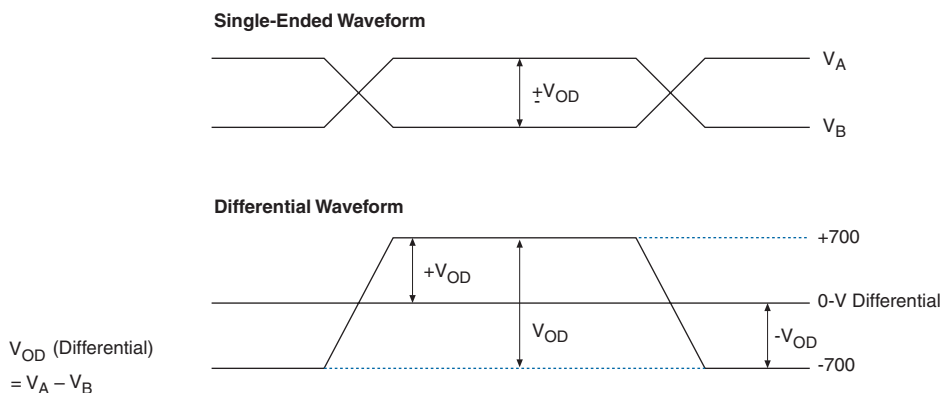 Single-Ended Waveform
V_A
±V_OD
V_B
Differential Waveform
+700
+V_OD
0-V Differential
V_OD
-V_OD
V_OD (Differential)
= V_A – V_B
-700